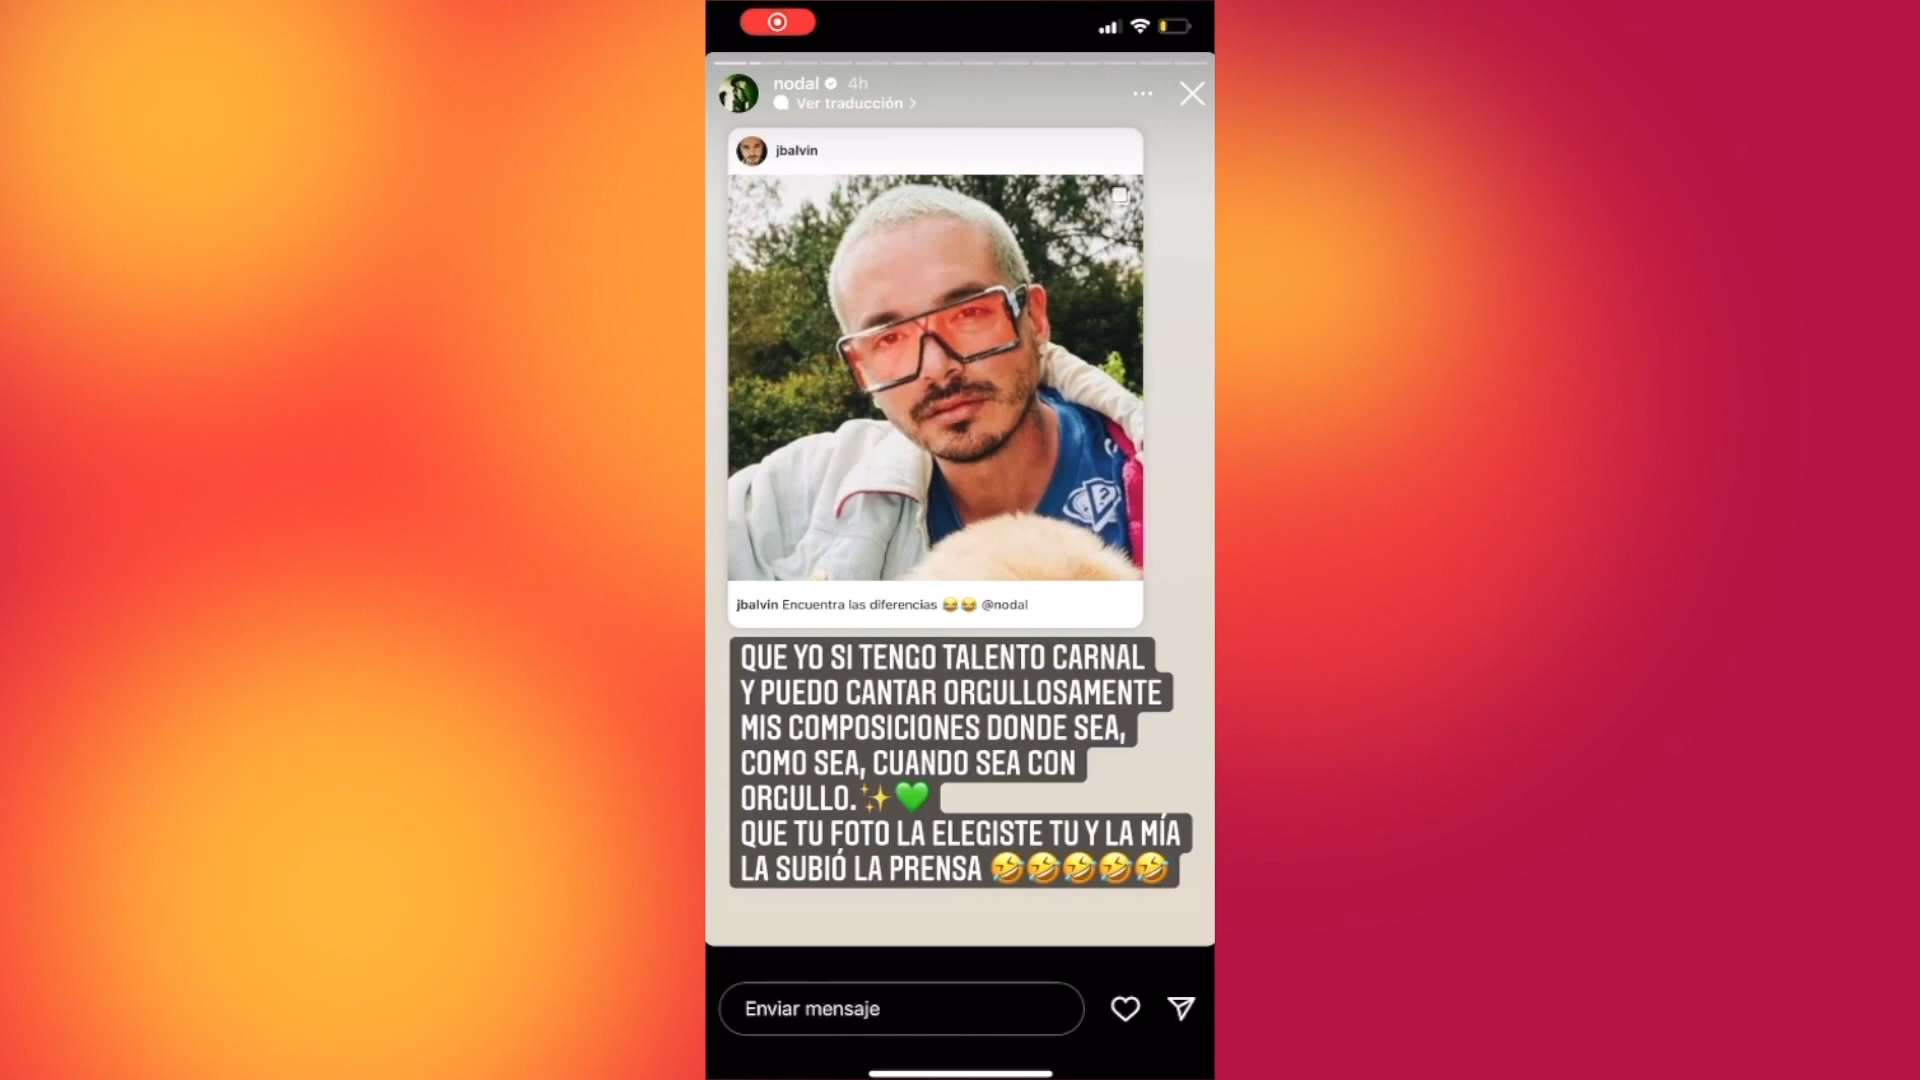 nodal 4h
Ver traducción
jbalvin
jbalvin Encuentra las diferencias 😂😂 @nodal
QUE YO SI TENGO TALENTO CARNAL
Y PUEDO CANTAR ORGULLOSAMENTE
MIS COMPOSICIONES DONDE SEA,
COMO SEA, CUANDO SEA CON
ORGULLO.✨💚
QUE TU FOTO LA ELEGISTE TU Y LA MÍA
LA SUBIÓ LA PRENSA 🤣🤣🤣🤣🤣
Enviar mensaje